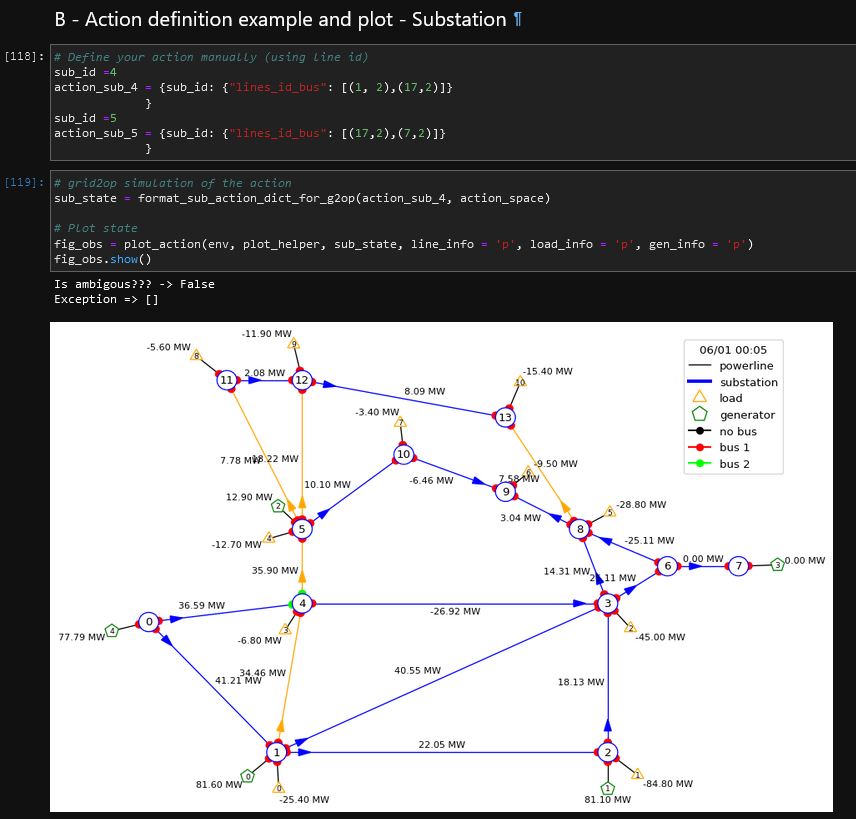 B - Action definition example and plot - Substation ¶
[118]:
# Define your action manually (using line id)
sub_id =4
action_sub_4 = {sub_id: {"lines_id_bus": [(1, 2),(17,2)]}
}
sub_id =5
action_sub_5 = {sub_id: {"lines_id_bus": [(17,2),(7,2)]}
}
[119]:
# grid2op simulation of the action
sub_state = format_sub_action_dict_for_g2op(action_sub_4, action_space)
# Plot state
fig_obs = plot_action(env, plot_helper, sub_state, line_info = 'p', load_info = 'p', gen_info = 'p')
fig_obs.show()
Is ambigous??? -> False
Exception => []
-11.90 MW
9
-5.60 MW
8
06/01 00:05
powerline
substation
load
generator
no bus
bus 1
bus 2
11
2.08 MW
12
-15.40 MW
10
8.09 MW
13
-3.40 MW
7
10
7.78 MW
18.22 MW
-9.50 MW
6
7.58 MW
-6.46 MW
9
10.10 MW
12.90 MW
2
3.04 MW
-28.80 MW
5
5
8
-12.70 MW
4
-25.11 MW
35.90 MW
14.31 MW
6
0.00 MW
7
3
0.00 MW
36.59 MW
4
-26.92 MW
3
0
77.79 MW
4
-6.80 MW
3
2
-45.00 MW
34.46 MW
41.21 MW
40.55 MW
18.13 MW
1
22.05 MW
2
81.60 MW
0
0
-25.40 MW
1
81.10 MW
1
-84.80 MW